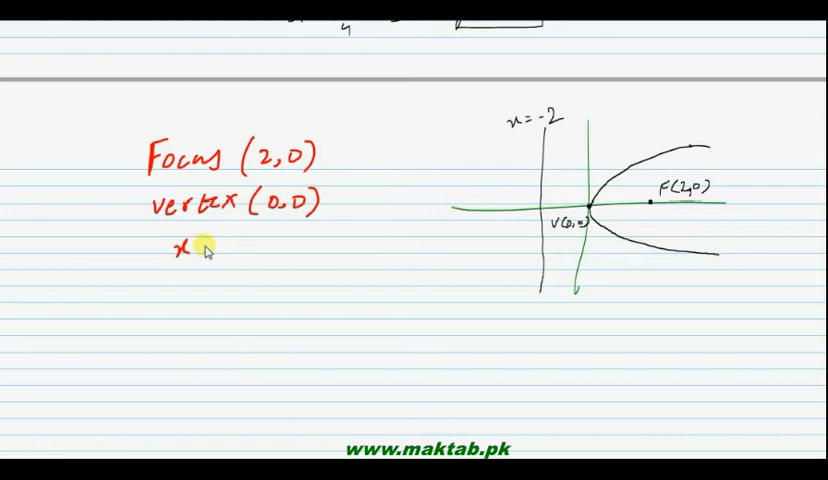 x = -2
Focus (2,0)
F(2,0)
vertex (0,0)
V(0,0)
x
www.maktab.pk